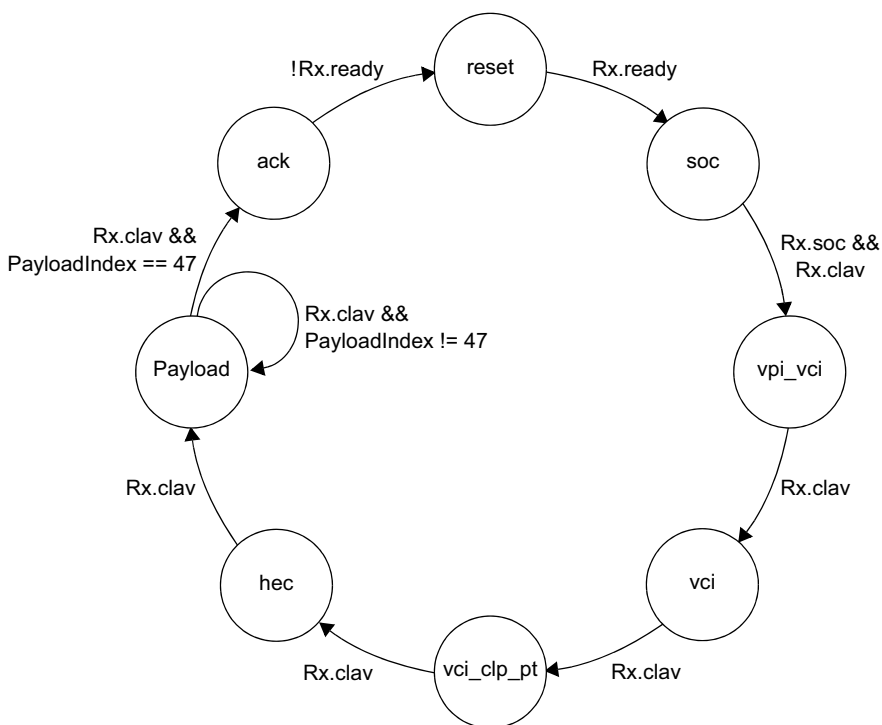 reset
!Rx.ready
Rx.ready
ack
soc
Rx.clav &&
PayloadIndex == 47
Rx.soc &&
Rx.clav
Rx.clav &&
PayloadIndex != 47
Payload
vpi_vci
Rx.clav
Rx.clav
hec
vci
Rx.clav
vci_clp_pt
Rx.clav